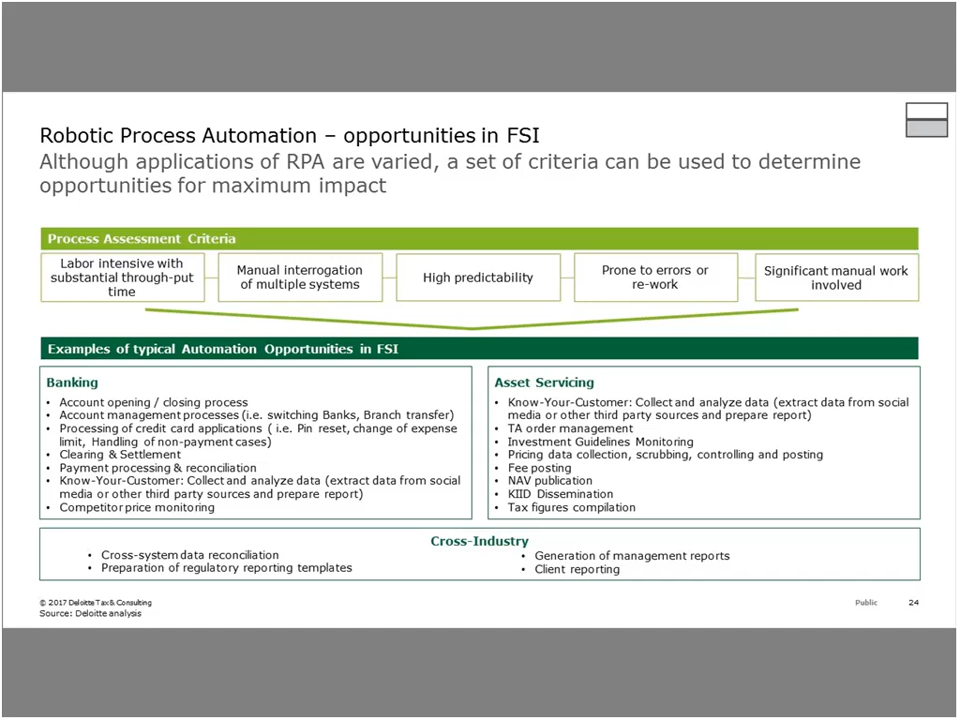 Robotic Process Automation – opportunities in FSI
Although applications of RPA are varied, a set of criteria can be used to determine
opportunities for maximum impact
Process Assessment Criteria
Labor intensive with
substantial through-put
time
Manual interrogation
of multiple systems
High predictability
Prone to errors or
re-work
Significant manual work
involved
Examples of typical Automation Opportunities in FSI
Banking
• Account opening / closing process
• Account management processes (i.e. switching Banks, Branch transfer)
• Processing of credit card applications ( i.e. Pin reset, change of expense
limit, Handling of non-payment cases)
• Clearing & Settlement
• Payment processing & reconciliation
• Know-Your-Customer: Collect and analyze data (extract data from social
media or other third party sources and prepare report)
• Competitor price monitoring
Asset Servicing
• Know-Your-Customer: Collect and analyze data (extract data from social
media or other third party sources and prepare report)
• TA order management
• Investment Guidelines Monitoring
• Pricing data collection, scrubbing, controlling and posting
• Fee posting
• NAV publication
• KIID Dissemination
• Tax figures compilation
Cross-Industry
• Cross-system data reconciliation
• Preparation of regulatory reporting templates
• Generation of management reports
• Client reporting
© 2017 Deloitte Tax & Consulting
Source: Deloitte analysis
Public
24